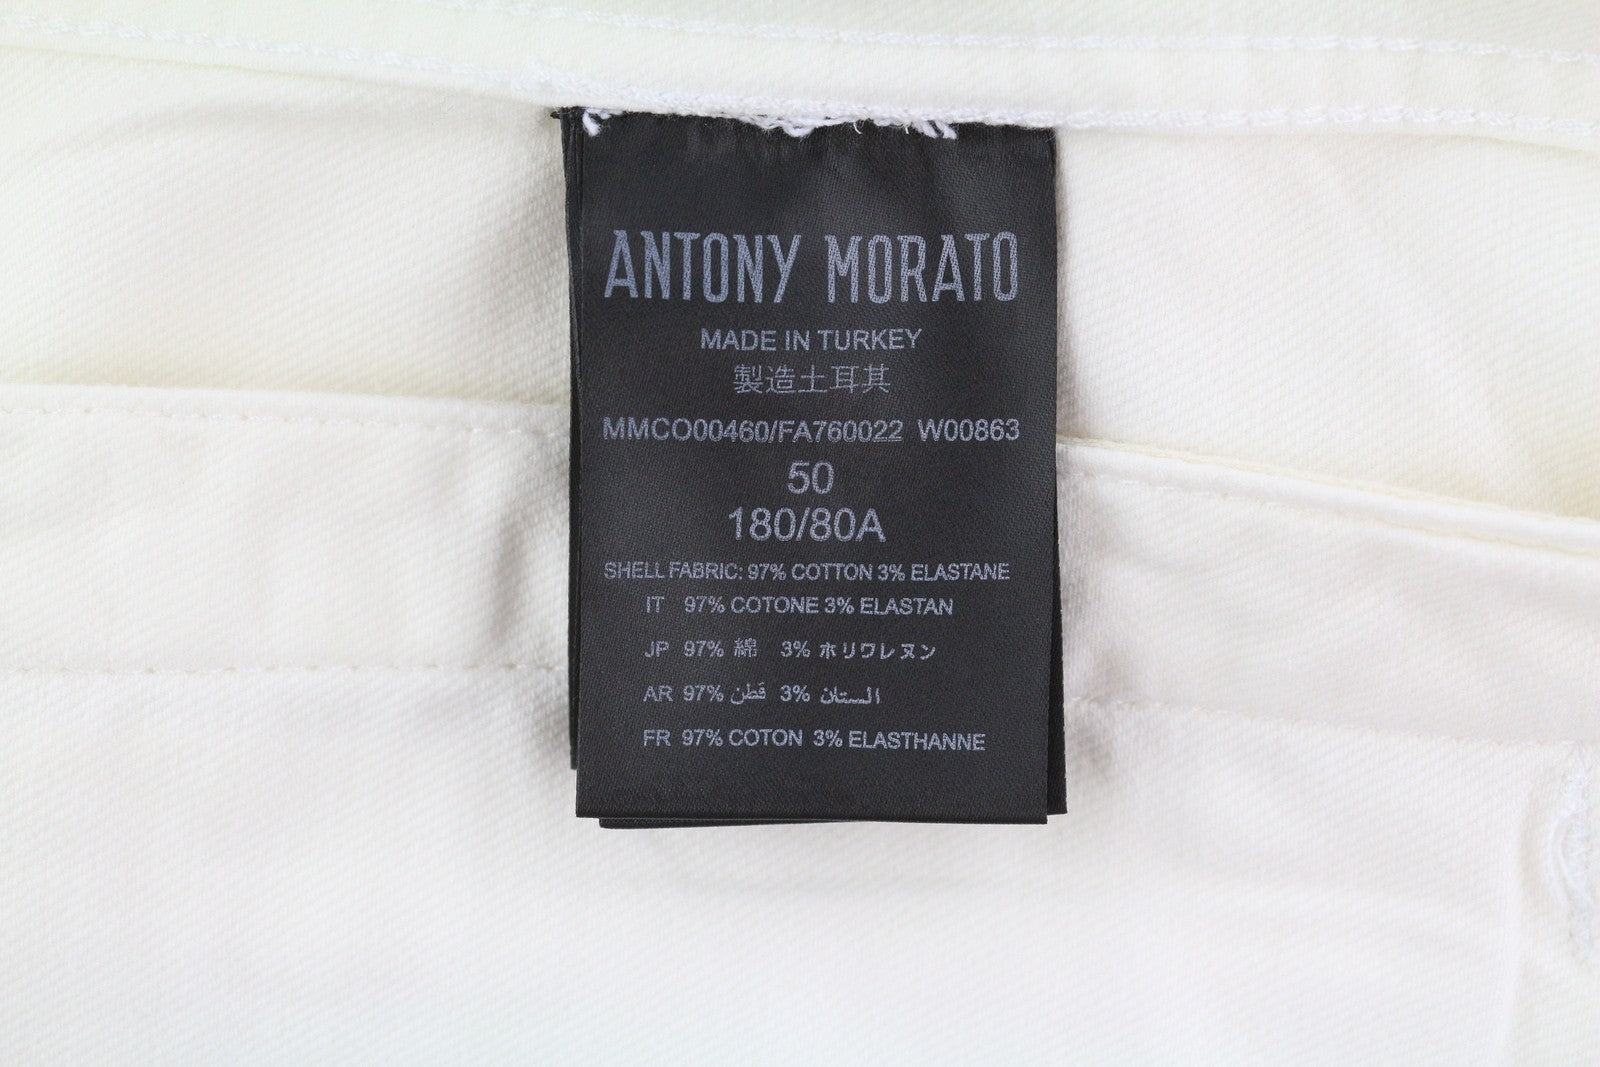 ANTONY MORATO
MADE IN TURKEY
製造土耳其
MMCO00460/FA760022 W00863
50
180/80A
SHELL FABRIC: 97% COTTON 3% ELASTANE
IT 97% COTONE 3% ELASTAN
JP 97% 綿 3% ホリワレヌン
AR 97% قطن 3% الستان
FR 97% COTON 3% ELASTHANNE